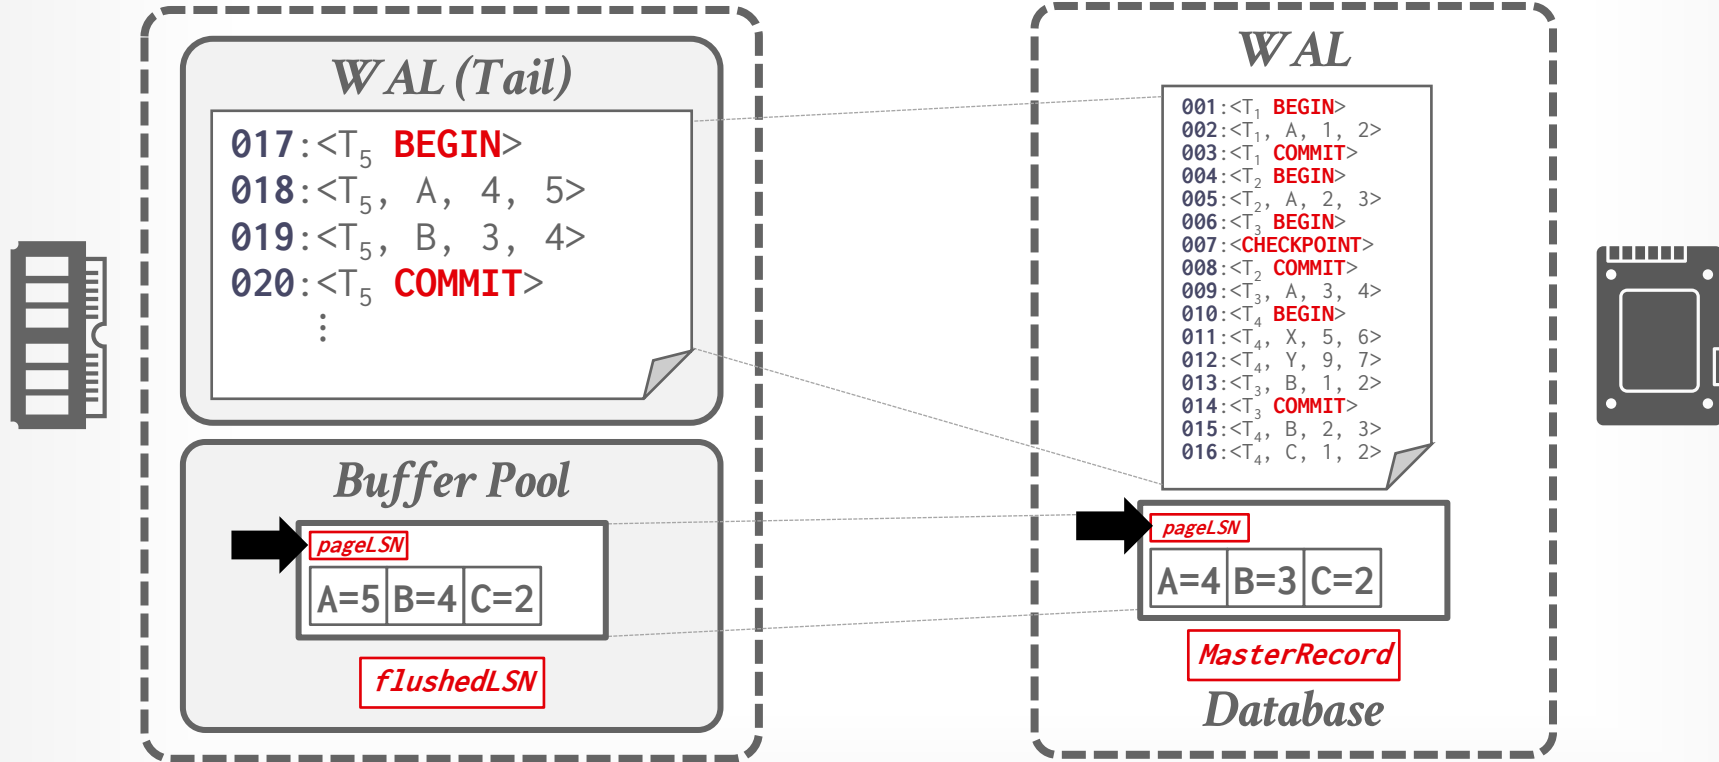 WAL (Tail)
017:<T5 BEGIN>
018:<T5, A, 4, 5>
019:<T5, B, 3, 4>
020:<T5 COMMIT>
⋮
Buffer Pool
pageLSN
A=5 B=4 C=2
flushedLSN
WAL
001:<T1 BEGIN>
002:<T1, A, 1, 2>
003:<T1 COMMIT>
004:<T2 BEGIN>
005:<T2, A, 2, 3>
006:<T3 BEGIN>
007:<CHECKPOINT>
008:<T2 COMMIT>
009:<T3, A, 3, 4>
010:<T4 BEGIN>
011:<T4, X, 5, 6>
012:<T4, Y, 9, 7>
013:<T3, B, 1, 2>
014:<T3 COMMIT>
015:<T4, B, 2, 3>
016:<T4, C, 1, 2>
pageLSN
A=4 B=3 C=2
MasterRecord
Database